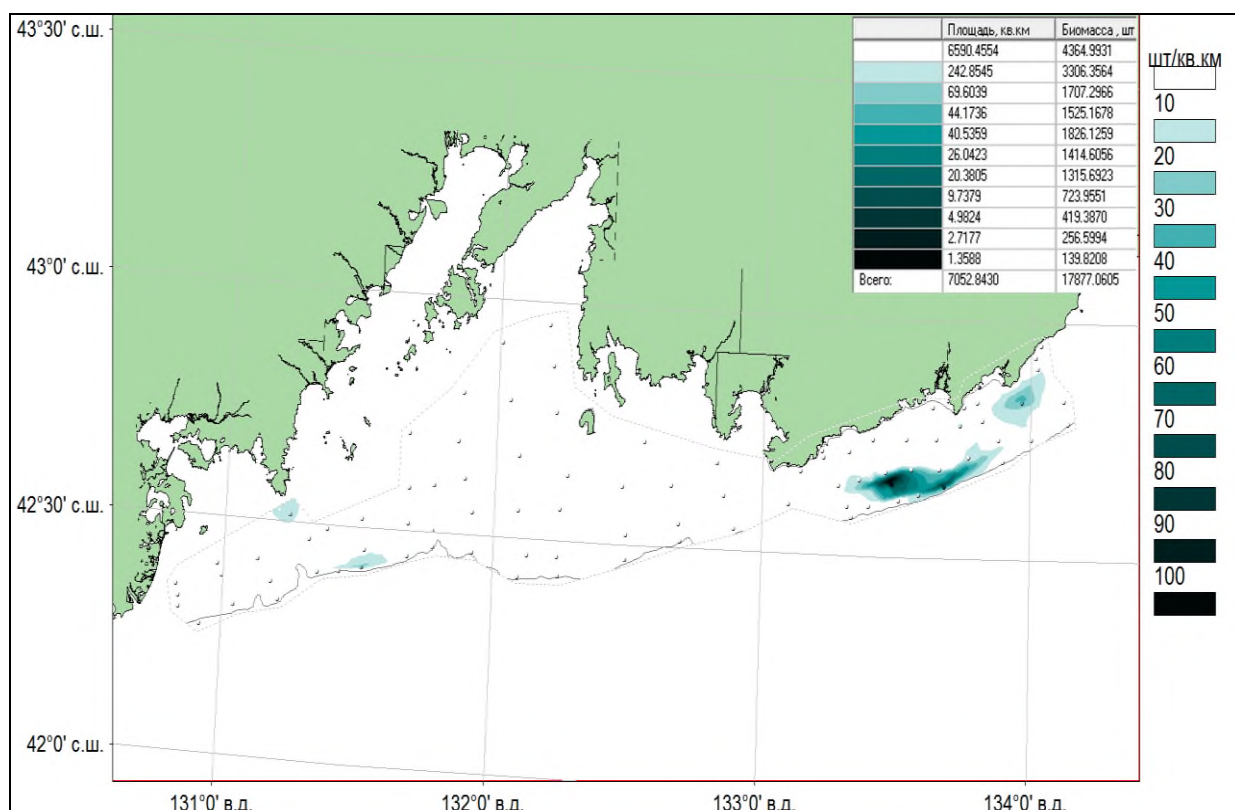 43°30' с.ш.
Площадь, кв.км Биомасса , шт
6590.4554 4364.9931
242.8545 3306.3564
69.6039 1707.2966
44.1736 1525.1678
40.5359 1826.1259
26.0423 1414.6056
20.3805 1315.6923
9.7379 723.9551
4.9824 419.3870
2.7177 256.5994
1.3588 139.8208
Всего: 7052.8430 17877.0605
шт/кв.км
10
20
30
40
50
60
70
80
90
100
43°0' с.ш.
42°30' с.ш.
42°0' с.ш.
131°0' в.д. 132°0' в.д. 133°0' в.д. 134°0' в.д.